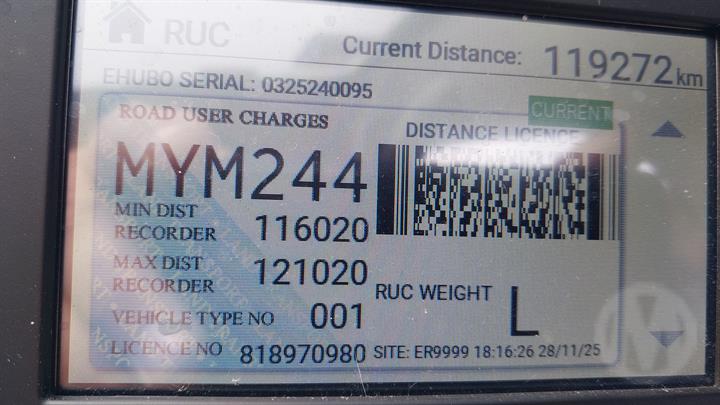 RUC
Current Distance: 119272 km
EHUBO SERIAL: 0325240095
CURRENT
ROAD USER CHARGES
DISTANCE LICENCE
MYM244
MIN DIST RECORDER 116020
MAX DIST RECORDER 121020
RUC WEIGHT L
VEHICLE TYPE NO 001
LICENCE NO 818970980 SITE: ER9999 18:16:26 28/11/25